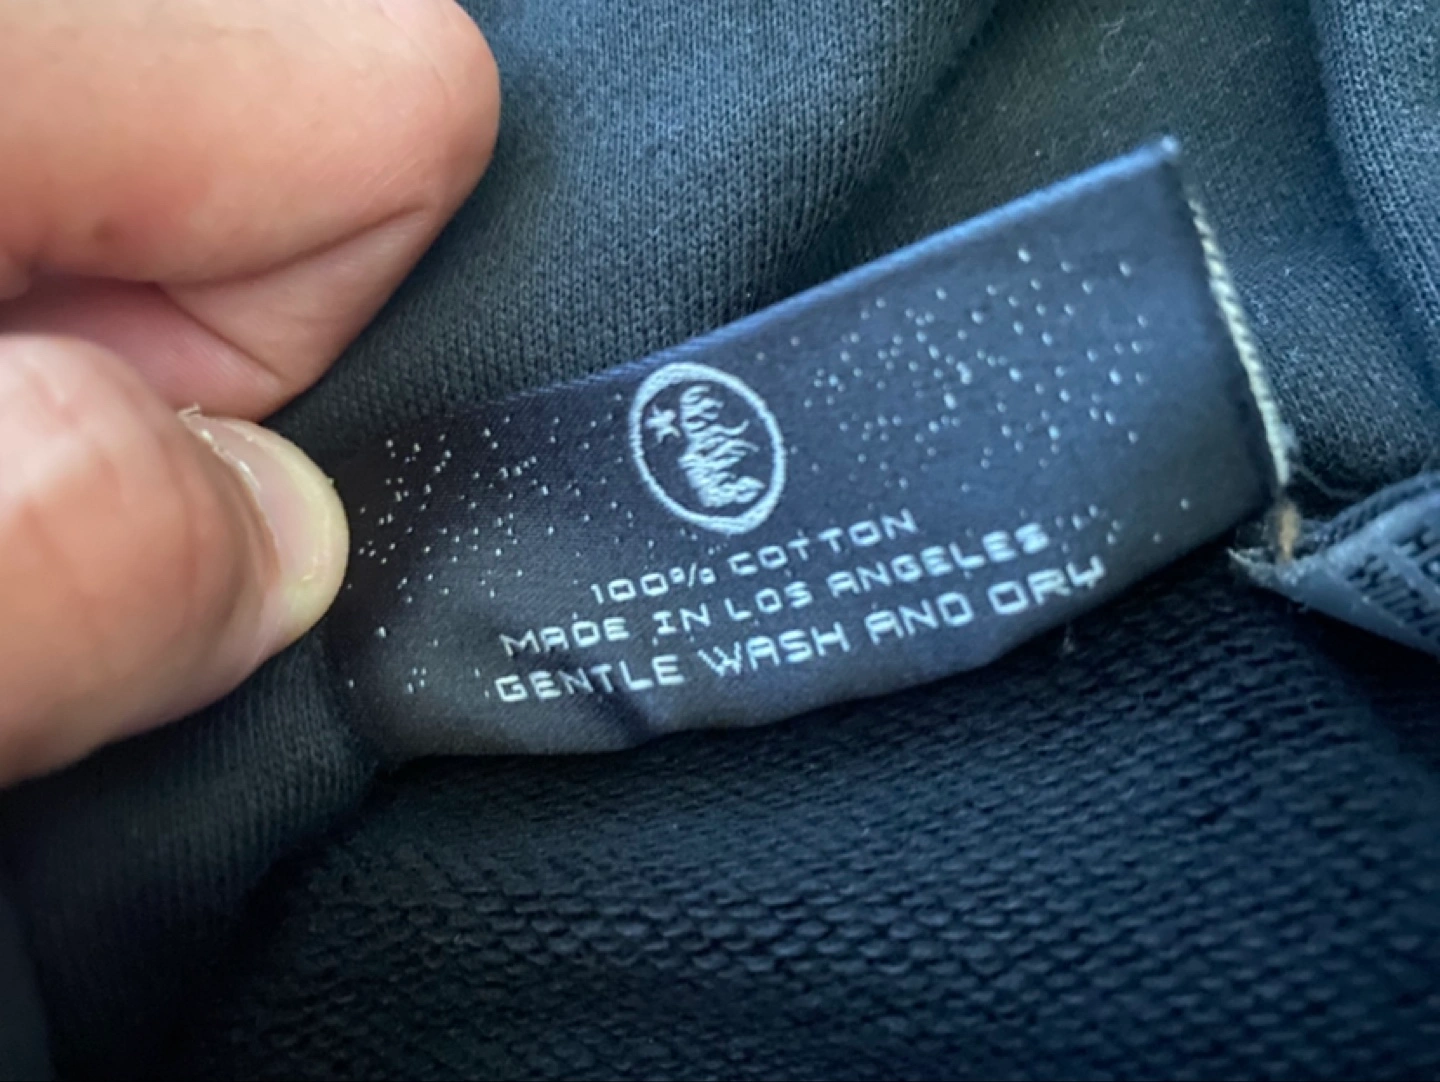 100% COTTON
MADE IN LOS ANGELES
GENTLE WASH AND DRY